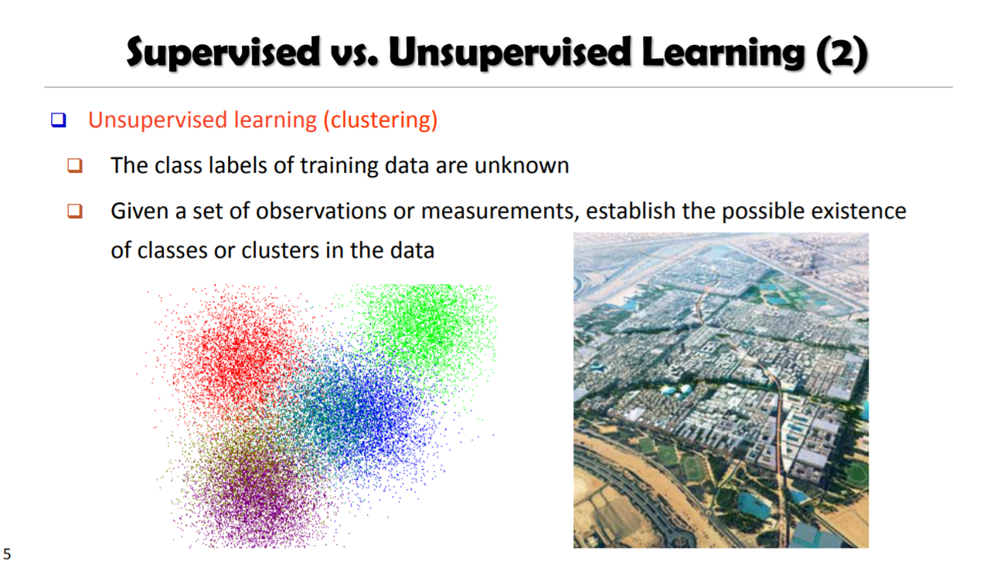 Supervised vs. Unsupervised Learning (2)
Unsupervised learning (clustering)
The class labels of training data are unknown
Given a set of observations or measurements, establish the possible existence
of classes or clusters in the data
5